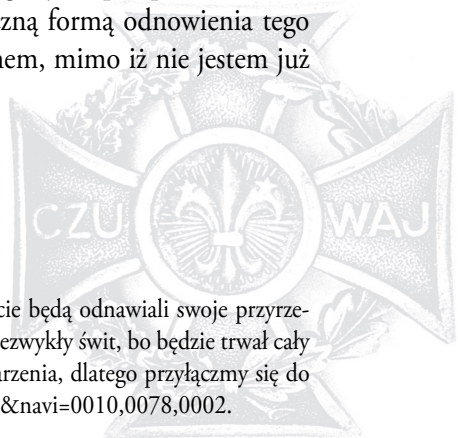 czną formą odnowienia tego
nem, mimo iż nie jestem już
CZU WAJ
cie będą odnawiali swoje przyrze-
ezwykły świt, bo będzie trwał cały
arzenia, dlatego przyłączmy się do
&navi=0010,0078,0002.